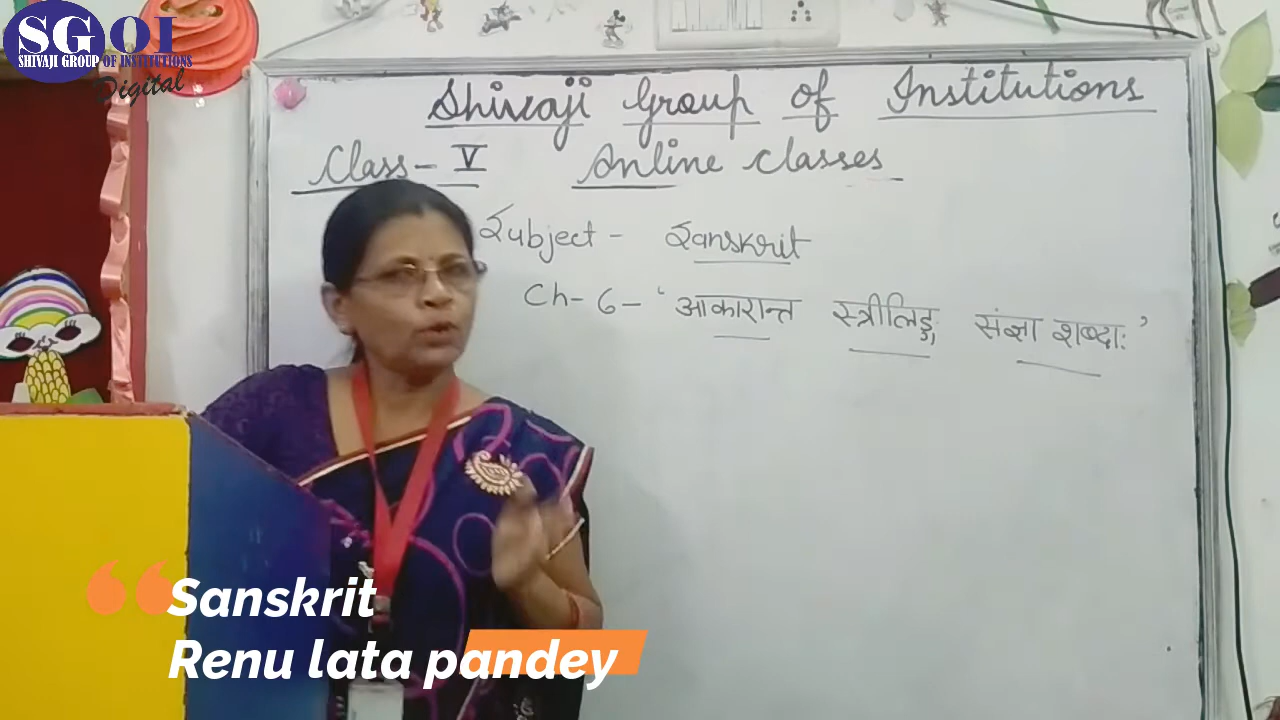 SGOI
SHIVAJI GROUP OF INSTITUTIONS
Digital
Shivaji Group of Institutions
Class- V Online classes
Subject - Sanskrit
Ch- 6- ' आकारान्त स्त्रीलिङ्ग संज्ञा शब्दाः '
Sanskrit
Renu lata pandey